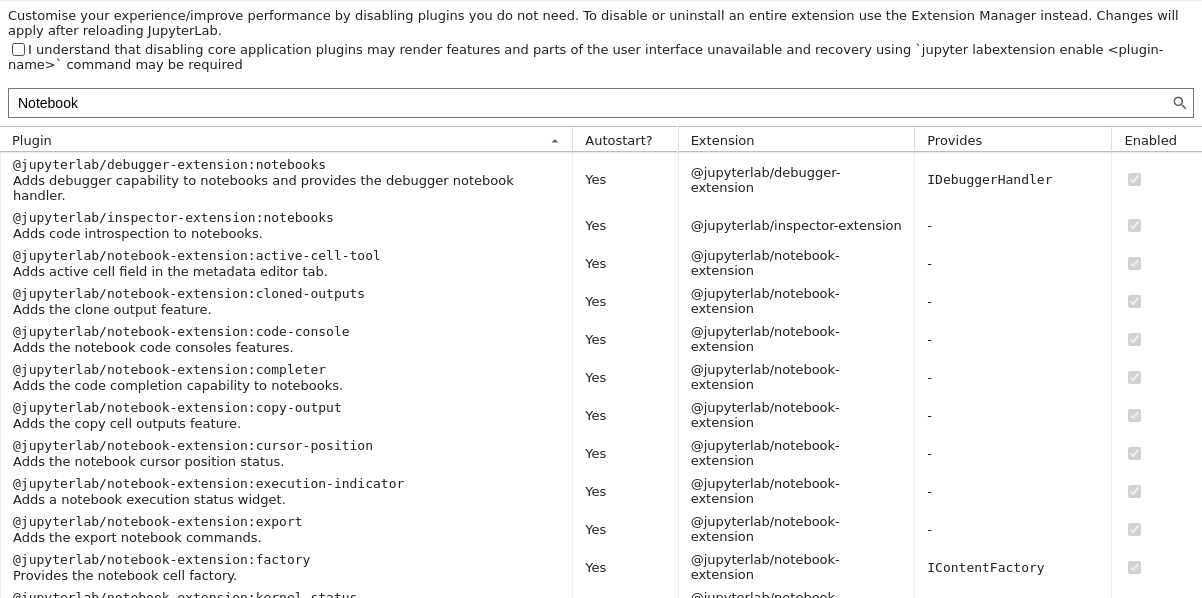 Customise your experience/improve performance by disabling plugins you do not need. To disable or uninstall an entire extension use the Extension Manager instead. Changes will
apply after reloading JupyterLab.
I understand that disabling core application plugins may render features and parts of the user interface unavailable and recovery using `jupyter labextension enable <plugin-
name>` command may be required
Notebook
Plugin Autostart? Extension Provides Enabled
@jupyterlab/debugger-extension:notebooks
Adds debugger capability to notebooks and provides the debugger notebook
handler.
Yes
@jupyterlab/debugger-
extension
IDebuggerHandler
@jupyterlab/inspector-extension:notebooks
Adds code introspection to notebooks.
Yes
@jupyterlab/inspector-extension
-
@jupyterlab/notebook-extension:active-cell-tool
Adds active cell field in the metadata editor tab.
Yes
@jupyterlab/notebook-
extension
-
@jupyterlab/notebook-extension:cloned-outputs
Adds the clone output feature.
Yes
@jupyterlab/notebook-
extension
-
@jupyterlab/notebook-extension:code-console
Adds the notebook code consoles features.
Yes
@jupyterlab/notebook-
extension
-
@jupyterlab/notebook-extension:completer
Adds the code completion capability to notebooks.
Yes
@jupyterlab/notebook-
extension
-
@jupyterlab/notebook-extension:copy-output
Adds the copy cell outputs feature.
Yes
@jupyterlab/notebook-
extension
-
@jupyterlab/notebook-extension:cursor-position
Adds the notebook cursor position status.
Yes
@jupyterlab/notebook-
extension
-
@jupyterlab/notebook-extension:execution-indicator
Adds a notebook execution status widget.
Yes
@jupyterlab/notebook-
extension
-
@jupyterlab/notebook-extension:export
Adds the export notebook commands.
Yes
@jupyterlab/notebook-
extension
-
@jupyterlab/notebook-extension:factory
Provides the notebook cell factory.
Yes
@jupyterlab/notebook-
extension
IContentFactory
@jupyterlab/notebook-extension:kernel-status
@jupyterlab/notebook-